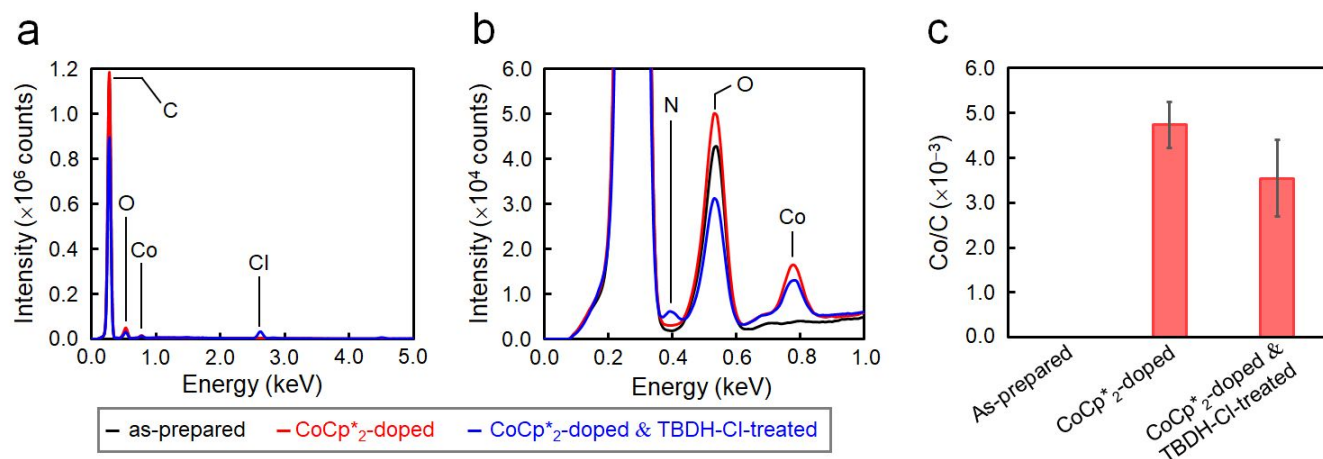 a
1.2
1.0
0.8
0.6
0.4
0.2
0.0
Intensity (×10⁶ counts)
C
O
Co
Cl
0.0 1.0 2.0 3.0 4.0 5.0
Energy (keV)
b
6.0
5.0
4.0
3.0
2.0
1.0
0.0
Intensity (×10⁴ counts)
N
O
Co
0.0 0.2 0.4 0.6 0.8 1.0
Energy (keV)
as-prepared CoCp*₂-doped CoCp*₂-doped & TBDH-Cl-treated
c
6.0
5.0
4.0
3.0
2.0
1.0
0.0
Co/C (×10⁻³)
As-prepared
CoCp*₂-doped
CoCp*₂-doped &
TBDH-Cl-treated